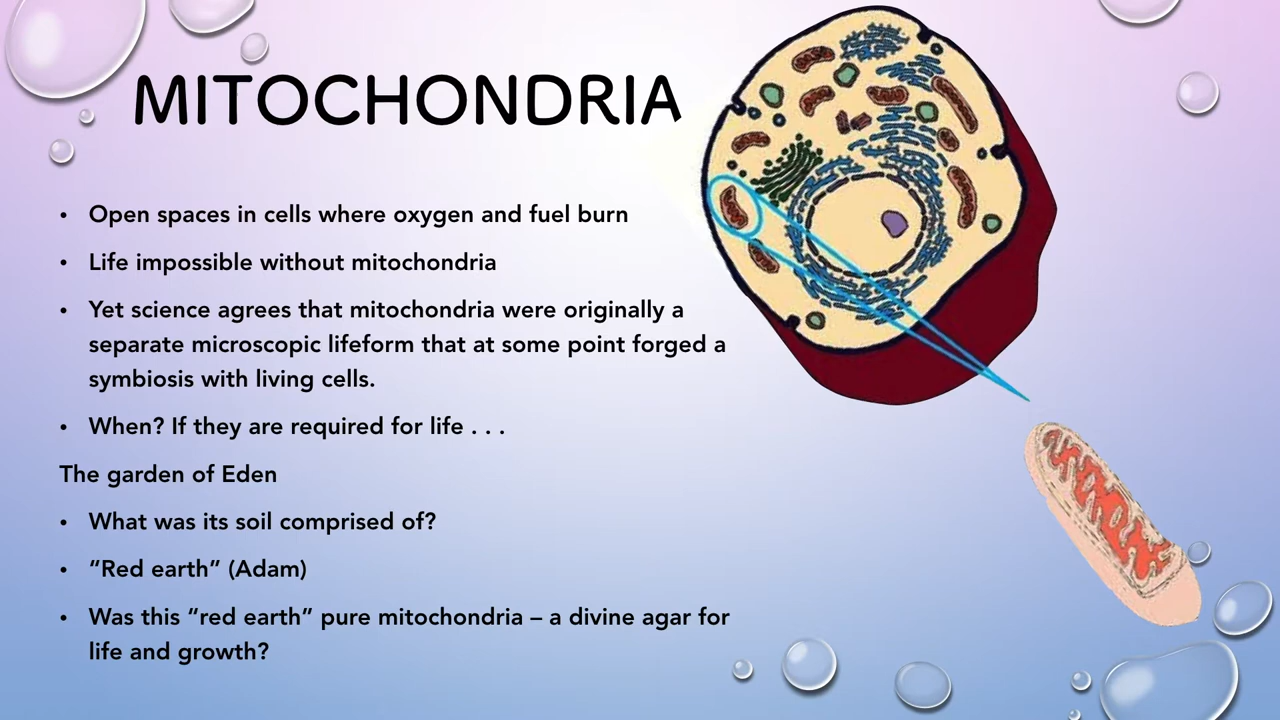 MITOCHONDRIA
• Open spaces in cells where oxygen and fuel burn
• Life impossible without mitochondria
• Yet science agrees that mitochondria were originally a
separate microscopic lifeform that at some point forged a
symbiosis with living cells.
• When? If they are required for life . . .
The garden of Eden
• What was its soil comprised of?
• “Red earth” (Adam)
• Was this “red earth” pure mitochondria – a divine agar for
life and growth?